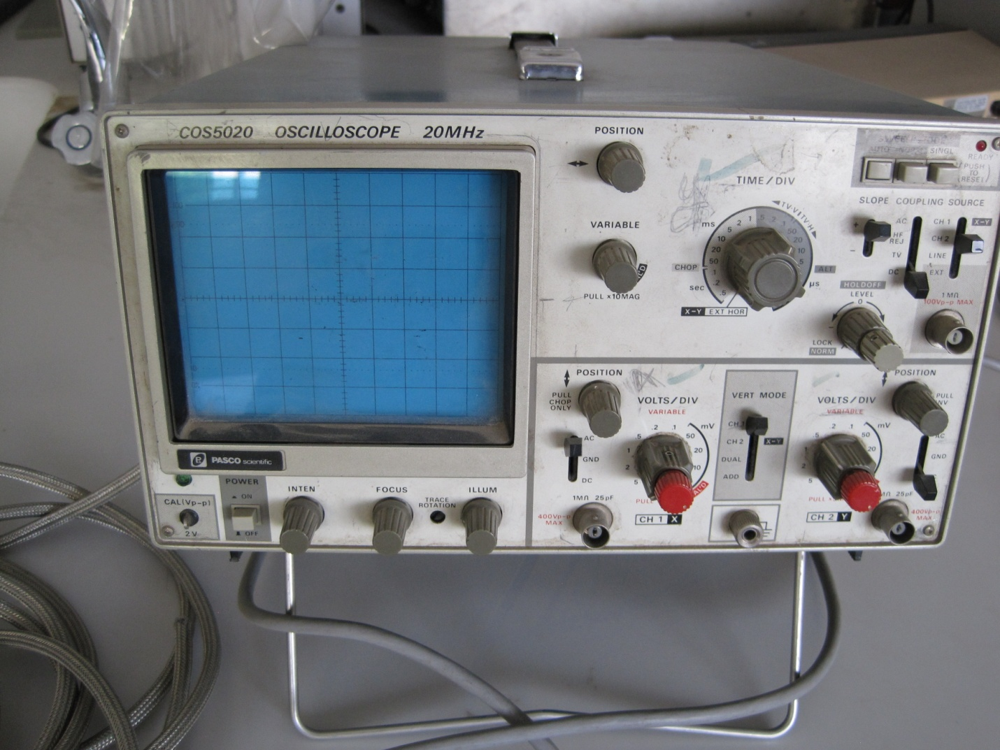 COS5020 OSCILLOSCOPE 20MHz
PASCO scientific
POWER
ON
OFF
CAL(Vp-p)
2V
INTEN
FOCUS
TRACE
ROTATION
ILLUM
POSITION
VARIABLE
PULL ×10MAG
TIME/DIV
TV-V TV-H
ms
5 2 1 .5 .2 .1
10
20
50
50
20
10
5
CHOP
.1
.2
.5
sec
ALT
µs
X-Y EXT HOR
AUTO
SINGL
READY
PUSH
TO
RESET
SLOPE COUPLING SOURCE
+
-
AC
HF
REJ
TV
DC
CH 1
X-Y
CH 2
LINE
EXT
HOLDOFF
LEVEL
0
LOCK
NORM
1MΩ
100Vp-p MAX
POSITION
PULL
CHOP
ONLY
VOLTS/DIV
VARIABLE
.5 .2 .1 50 mV
1
2
5
20
10
AC
GND
DC
1MΩ 25pF
400Vp-p
MAX
PULL
CH 1 X
VERT MODE
CH 1
CH 2
X-Y
DUAL
ADD
VOLTS/DIV
VARIABLE
.5 .2 .1 50 mV
1
2
5
20
10
POSITION
PULL
AC
GND
25pF
400Vp-p
MAX
PULL
CH 2 Y